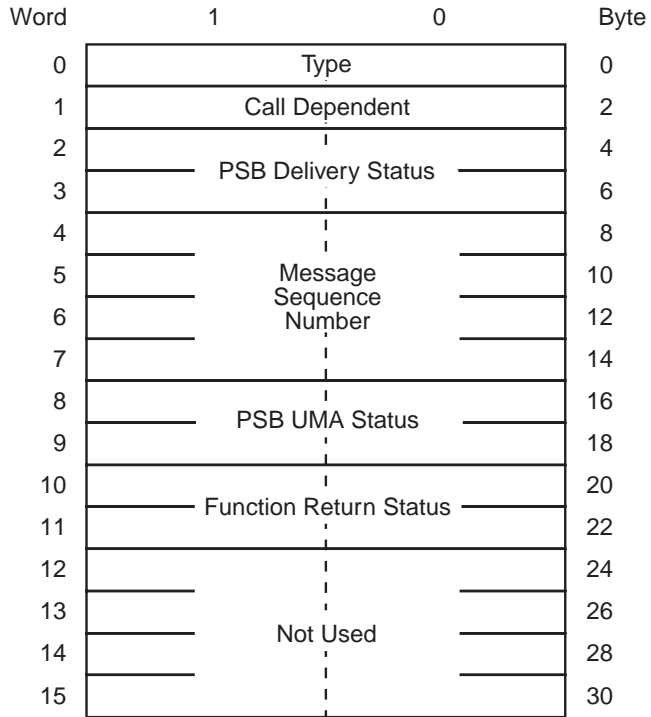 Word 1 0 Byte
0 Type 0
1 Call Dependent 2
2 4
PSB Delivery Status
3 6
4 8
5 Message 10
Sequence
6 Number 12
7 14
8 16
PSB UMA Status
9 18
10 20
Function Return Status
11 22
12 24
13 26
Not Used
14 28
15 30